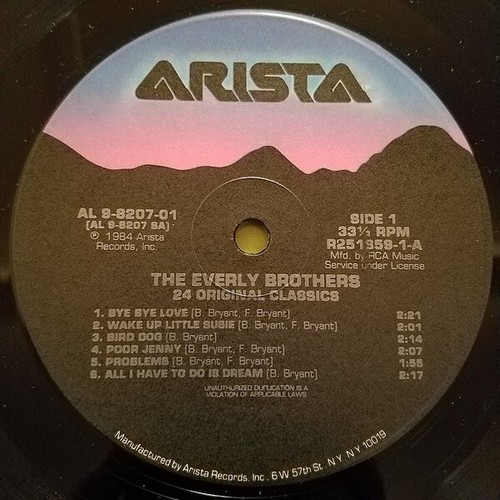 ARISTA
AL 9-8207-01
(AL 9-8207 SA)
℗ 1984 Arista
Records, Inc.
SIDE 1
33⅓ RPM
R251959-1-A
Mfd. by RCA Music
Service under License
THE EVERLY BROTHERS
24 ORIGINAL CLASSICS
1. BYE BYE LOVE (B. Bryant, F. Bryant) 2:21
2. WAKE UP LITTLE SUSIE (B. Bryant, F. Bryant) 2:01
3. BIRD DOG (B. Bryant) 2:14
4. POOR JENNY (B. Bryant, F. Bryant) 2:07
5. PROBLEMS (B. Bryant, F. Bryant) 1:55
6. ALL I HAVE TO DO IS DREAM (B. Bryant) 2:17
UNAUTHORIZED DUPLICATION IS A
VIOLATION OF APPLICABLE LAWS
Manufactured by Arista Records, Inc., 6 W 57th St., N.Y. N.Y. 10019